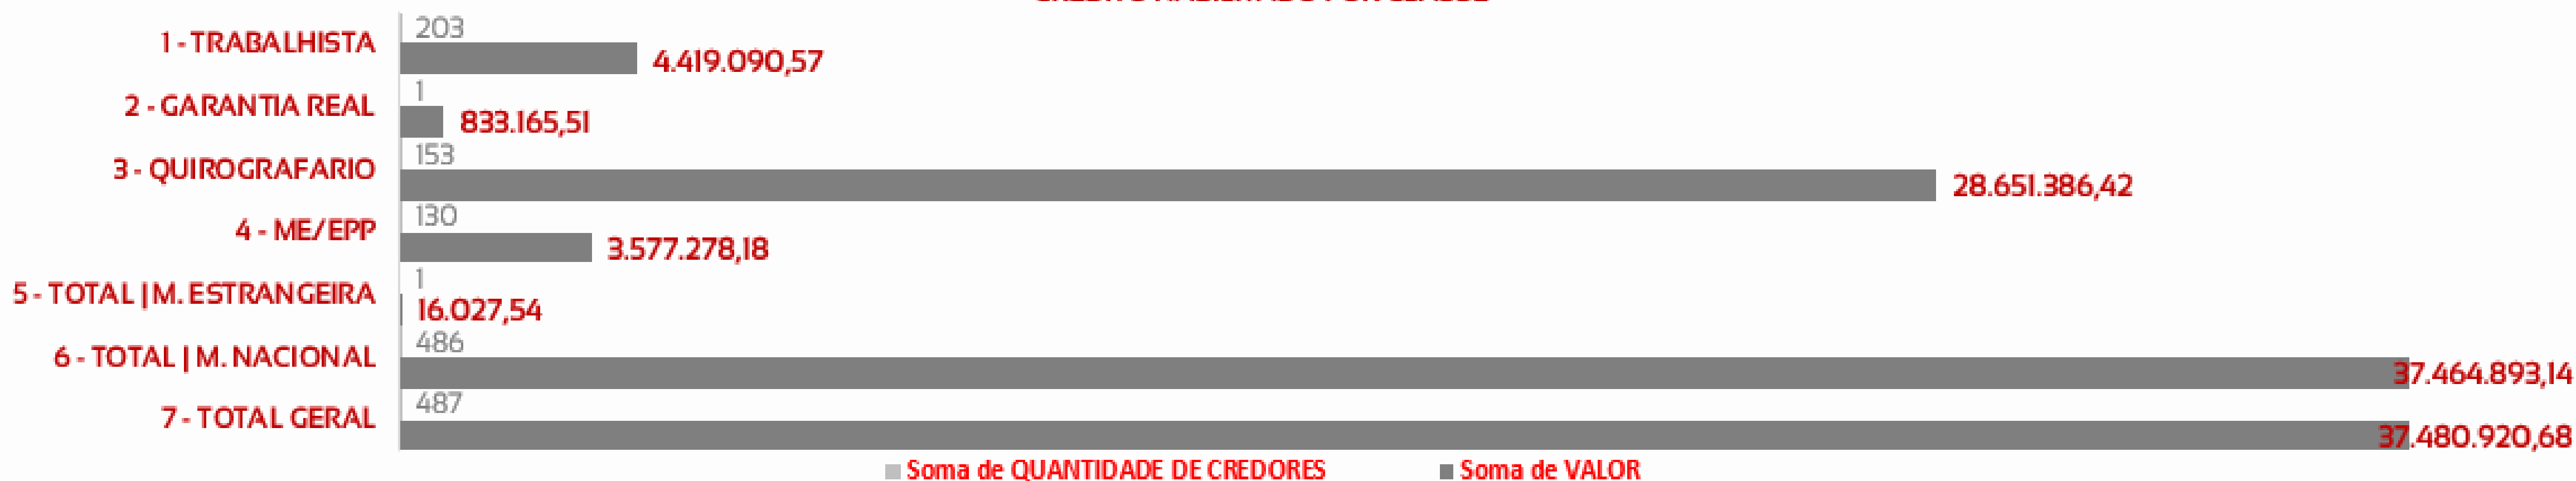 1 - TRABALHISTA
203
4.419.090,57
2 - GARANTIA REAL
1
833.165,51
3 - QUIROGRAFARIO
153
28.651.386,42
4 - ME/EPP
130
3.577.278,18
5 - TOTAL | M. ESTRANGEIRA
1
16.027,54
6 - TOTAL | M. NACIONAL
486
37.464.893,14
7 - TOTAL GERAL
487
37.480.920,68
Soma de QUANTIDADE DE CREDORES
Soma de VALOR